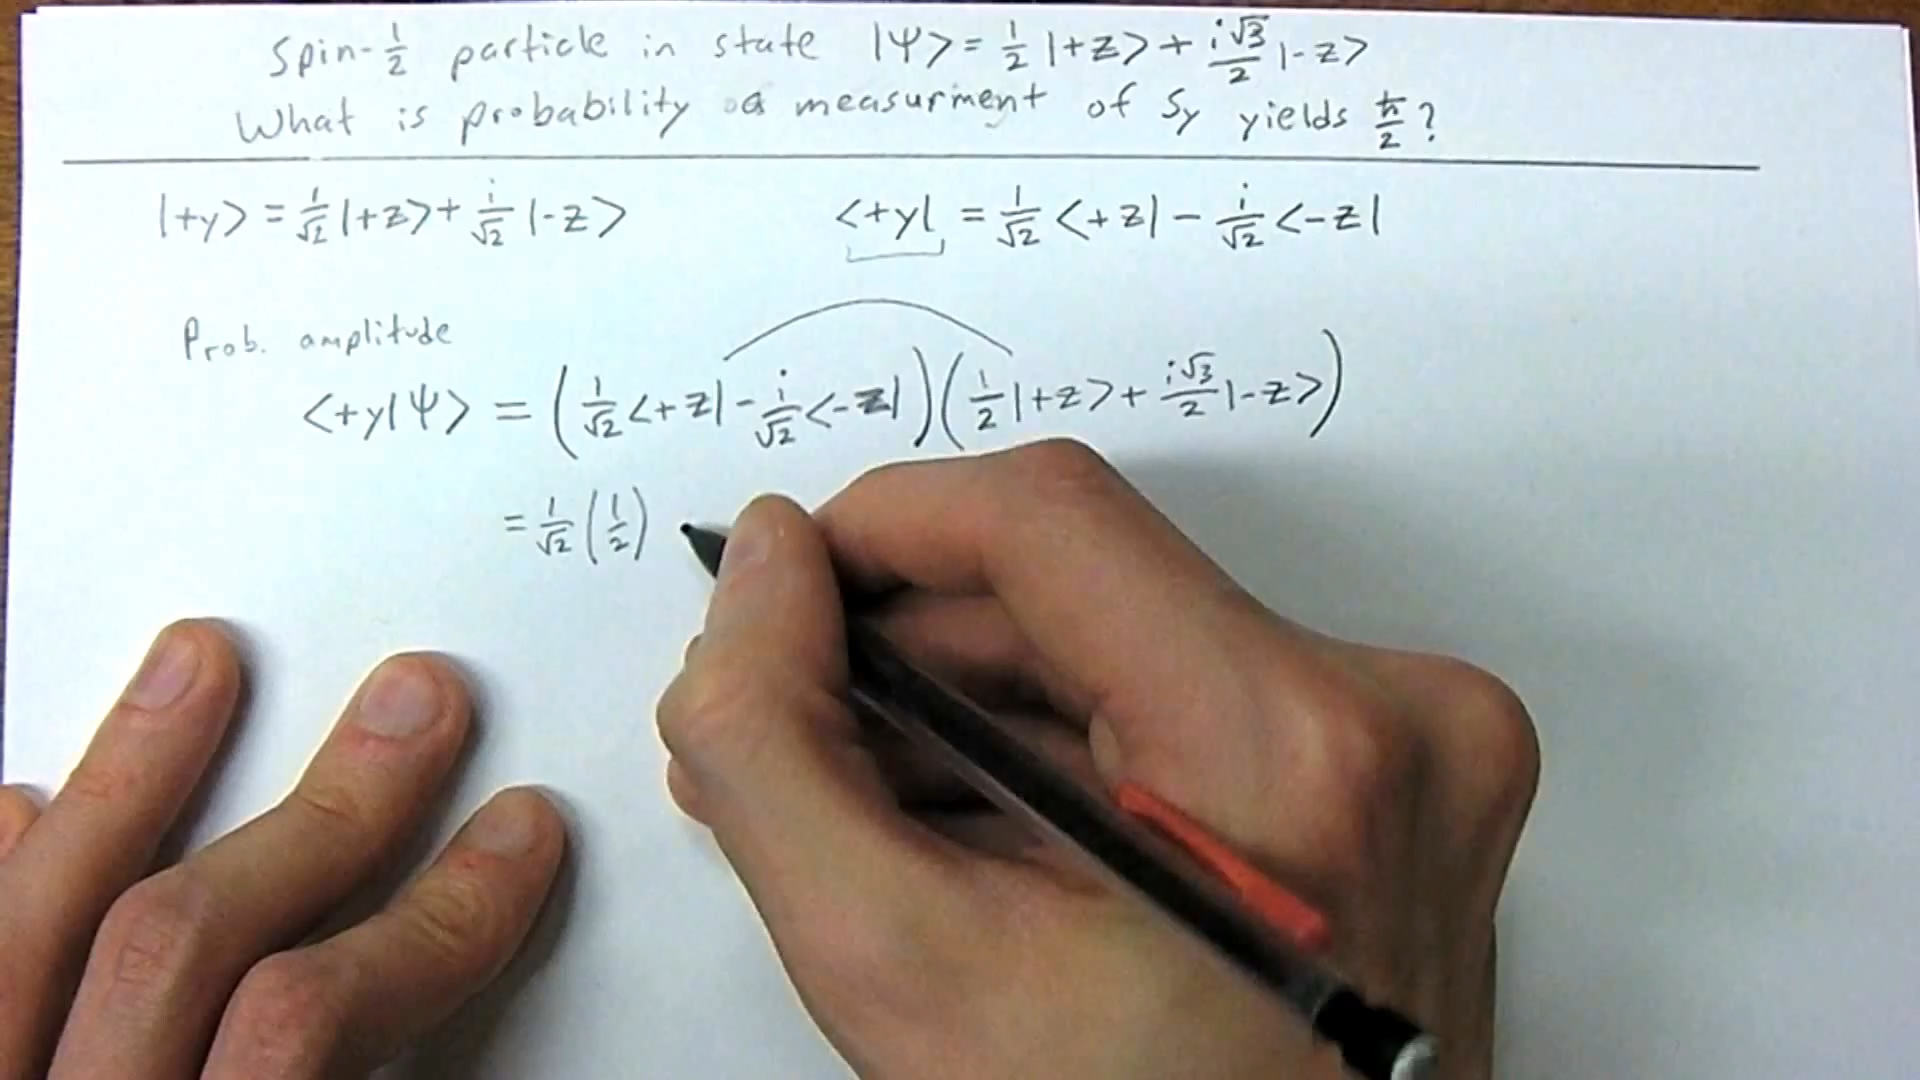 Spin-½ particle in state |Ψ> = 1/2 |+z> + i√3/2 |-z>
What is probability a measurment of Sy yields ħ/2?
|+y> = 1/√2 |+z> + i/√2 |-z>
<+y| = 1/√2 <+z| − i/√2 <-z|
Prob. amplitude
<+y|Ψ> = (1/√2 <+z| − i/√2 <-z|)(1/2 |+z> + i√3/2 |-z>)
= 1/√2 (1/2)